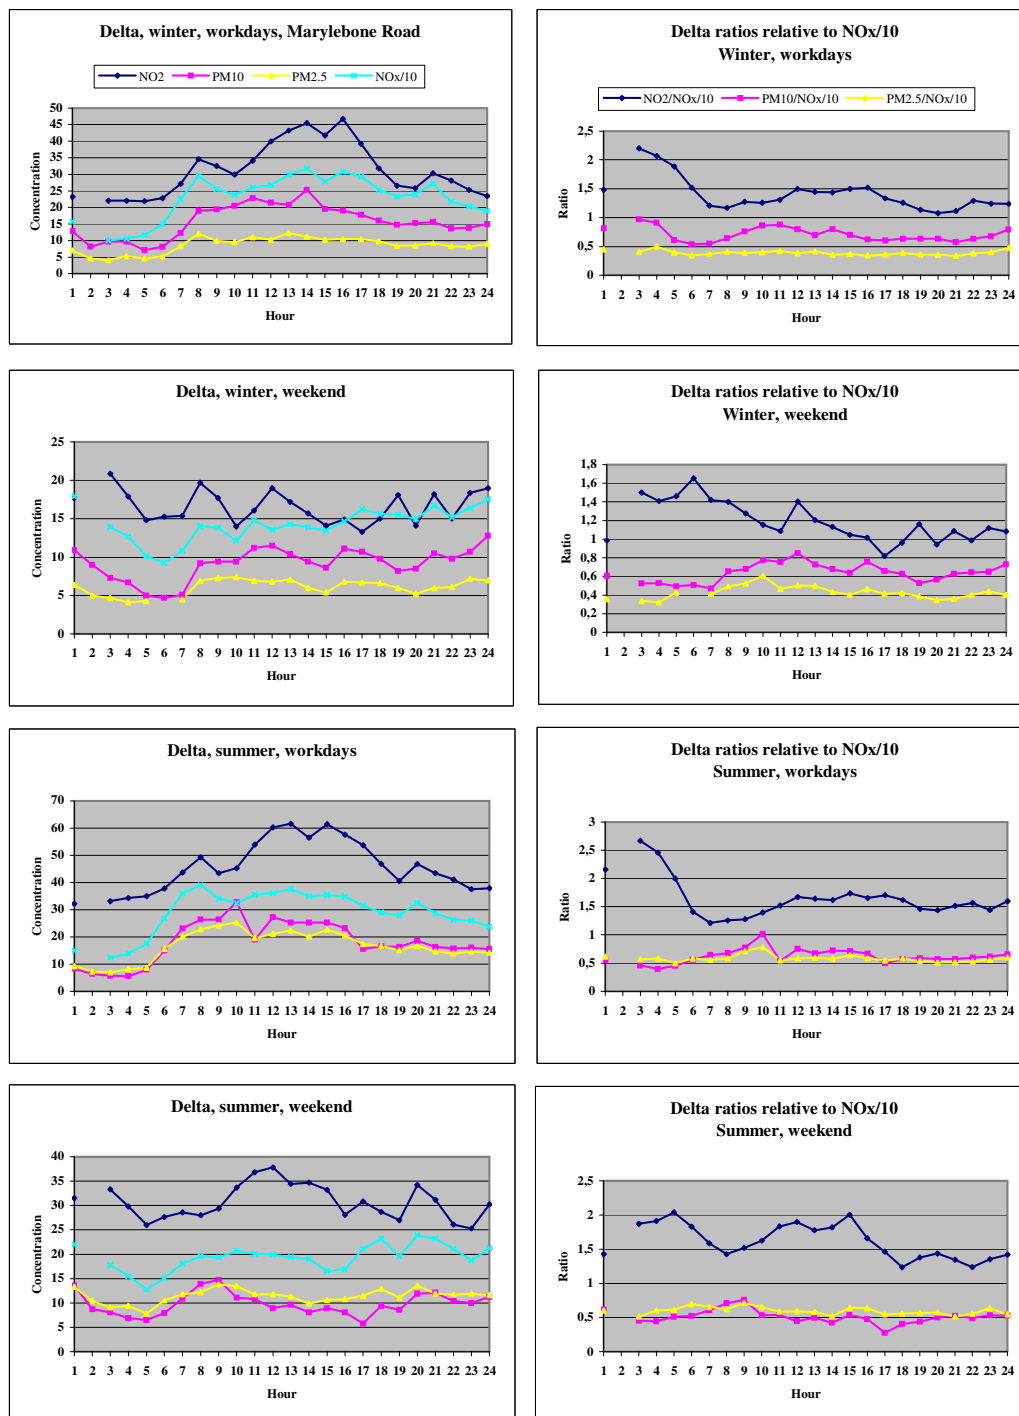 Delta, winter, workdays, Marylebone Road
NO2 PM10 PM2.5 NOx/10
Concentration
50
45
40
35
30
25
20
15
10
5
0
1 2 3 4 5 6 7 8 9 10 11 12 13 14 15 16 17 18 19 20 21 22 23 24
Hour
Delta ratios relative to NOx/10
Winter, workdays
NO2/NOx/10 PM10/NOx/10 PM2.5/NOx/10
Ratio
2,5
2
1,5
1
0,5
0
1 2 3 4 5 6 7 8 9 10 11 12 13 14 15 16 17 18 19 20 21 22 23 24
Hour
Delta, winter, weekend
Concentration
25
20
15
10
5
0
1 2 3 4 5 6 7 8 9 10 11 12 13 14 15 16 17 18 19 20 21 22 23 24
Hour
Delta ratios relative to NOx/10
Winter, weekend
Ratio
1,8
1,6
1,4
1,2
1
0,8
0,6
0,4
0,2
0
1 2 3 4 5 6 7 8 9 10 11 12 13 14 15 16 17 18 19 20 21 22 23 24
Hour
Delta, summer, workdays
Concentration
70
60
50
40
30
20
10
0
1 2 3 4 5 6 7 8 9 10 11 12 13 14 15 16 17 18 19 20 21 22 23 24
Hour
Delta ratios relative to NOx/10
Summer, workdays
Ratio
3
2,5
2
1,5
1
0,5
0
1 2 3 4 5 6 7 8 9 10 11 12 13 14 15 16 17 18 19 20 21 22 23 24
Hour
Delta, summer, weekend
Concentration
40
35
30
25
20
15
10
5
0
1 2 3 4 5 6 7 8 9 10 11 12 13 14 15 16 17 18 19 20 21 22 23 24
Hour
Delta ratios relative to NOx/10
Summer, weekend
Ratio
2,5
2
1,5
1
0,5
0
1 2 3 4 5 6 7 8 9 10 11 12 13 14 15 16 17 18 19 20 21 22 23 24
Hour